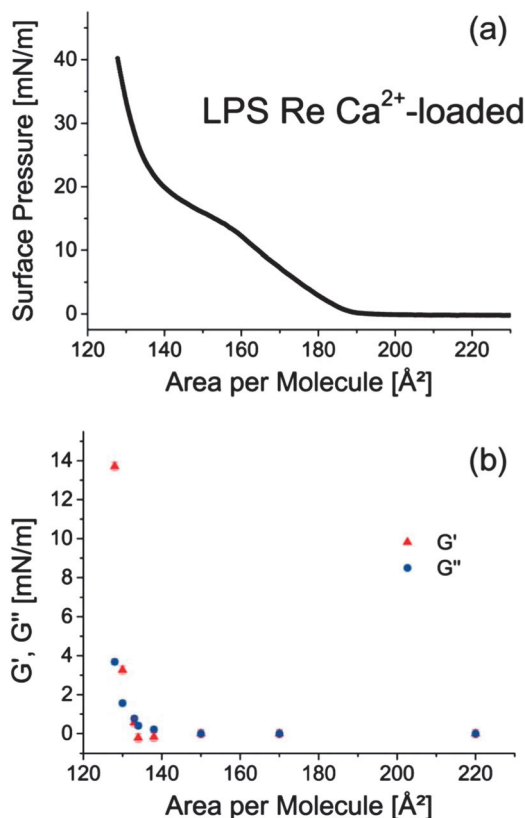 (a)
LPS Re Ca²⁺-loaded
Surface Pressure [mN/m]
40
30
20
10
0
120 140 160 180 200 220
Area per Molecule [Å²]
(b)
G', G" [mN/m]
14
12
10
8
6
4
2
0
G'
G"
120 140 160 180 200 220
Area per Molecule [Å²]